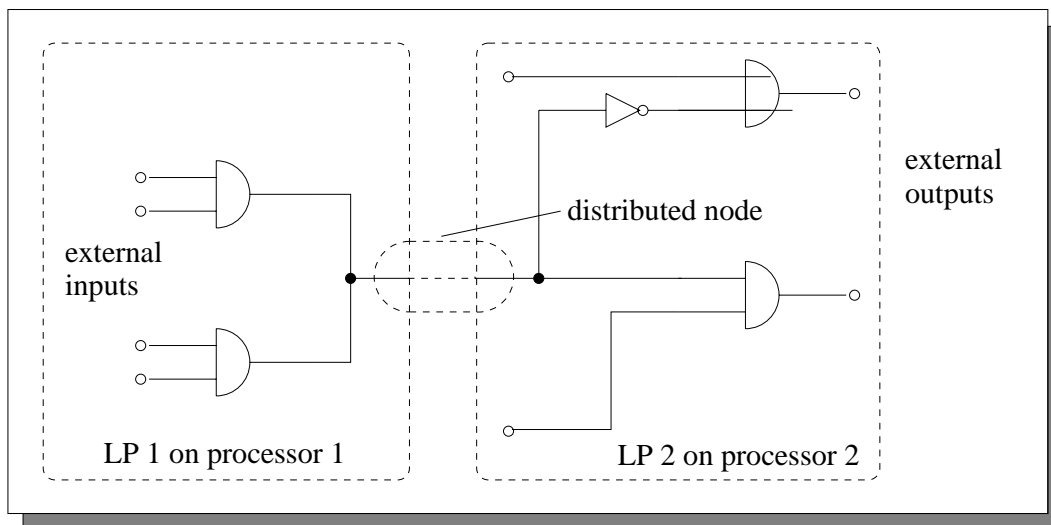 external
outputs
distributed node
external
inputs
LP 1 on processor 1
LP 2 on processor 2